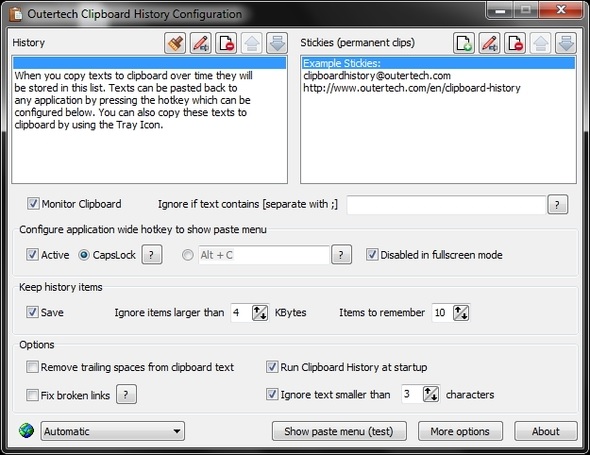 Outertech Clipboard History Configuration
History
Stickies (permanent clips)
When you copy texts to clipboard over time they will
be stored in this list. Texts can be pasted back to
any application by pressing the hotkey which can be
configured below. You can also copy these texts to
clipboard by using the Tray Icon.
Example Stickies:
clipboardhistory@outertech.com
http://www.outertech.com/en/clipboard-history
Monitor Clipboard Ignore if text contains [separate with ;] ?
Configure application wide hotkey to show paste menu
Active CapsLock ? Alt + C ? Disabled in fullscreen mode
Keep history items
Save Ignore items larger than 4 KBytes Items to remember 10
Options
Remove trailing spaces from clipboard text Run Clipboard History at startup
Fix broken links ? Ignore text smaller than 3 characters
Automatic Show paste menu (test) More options About